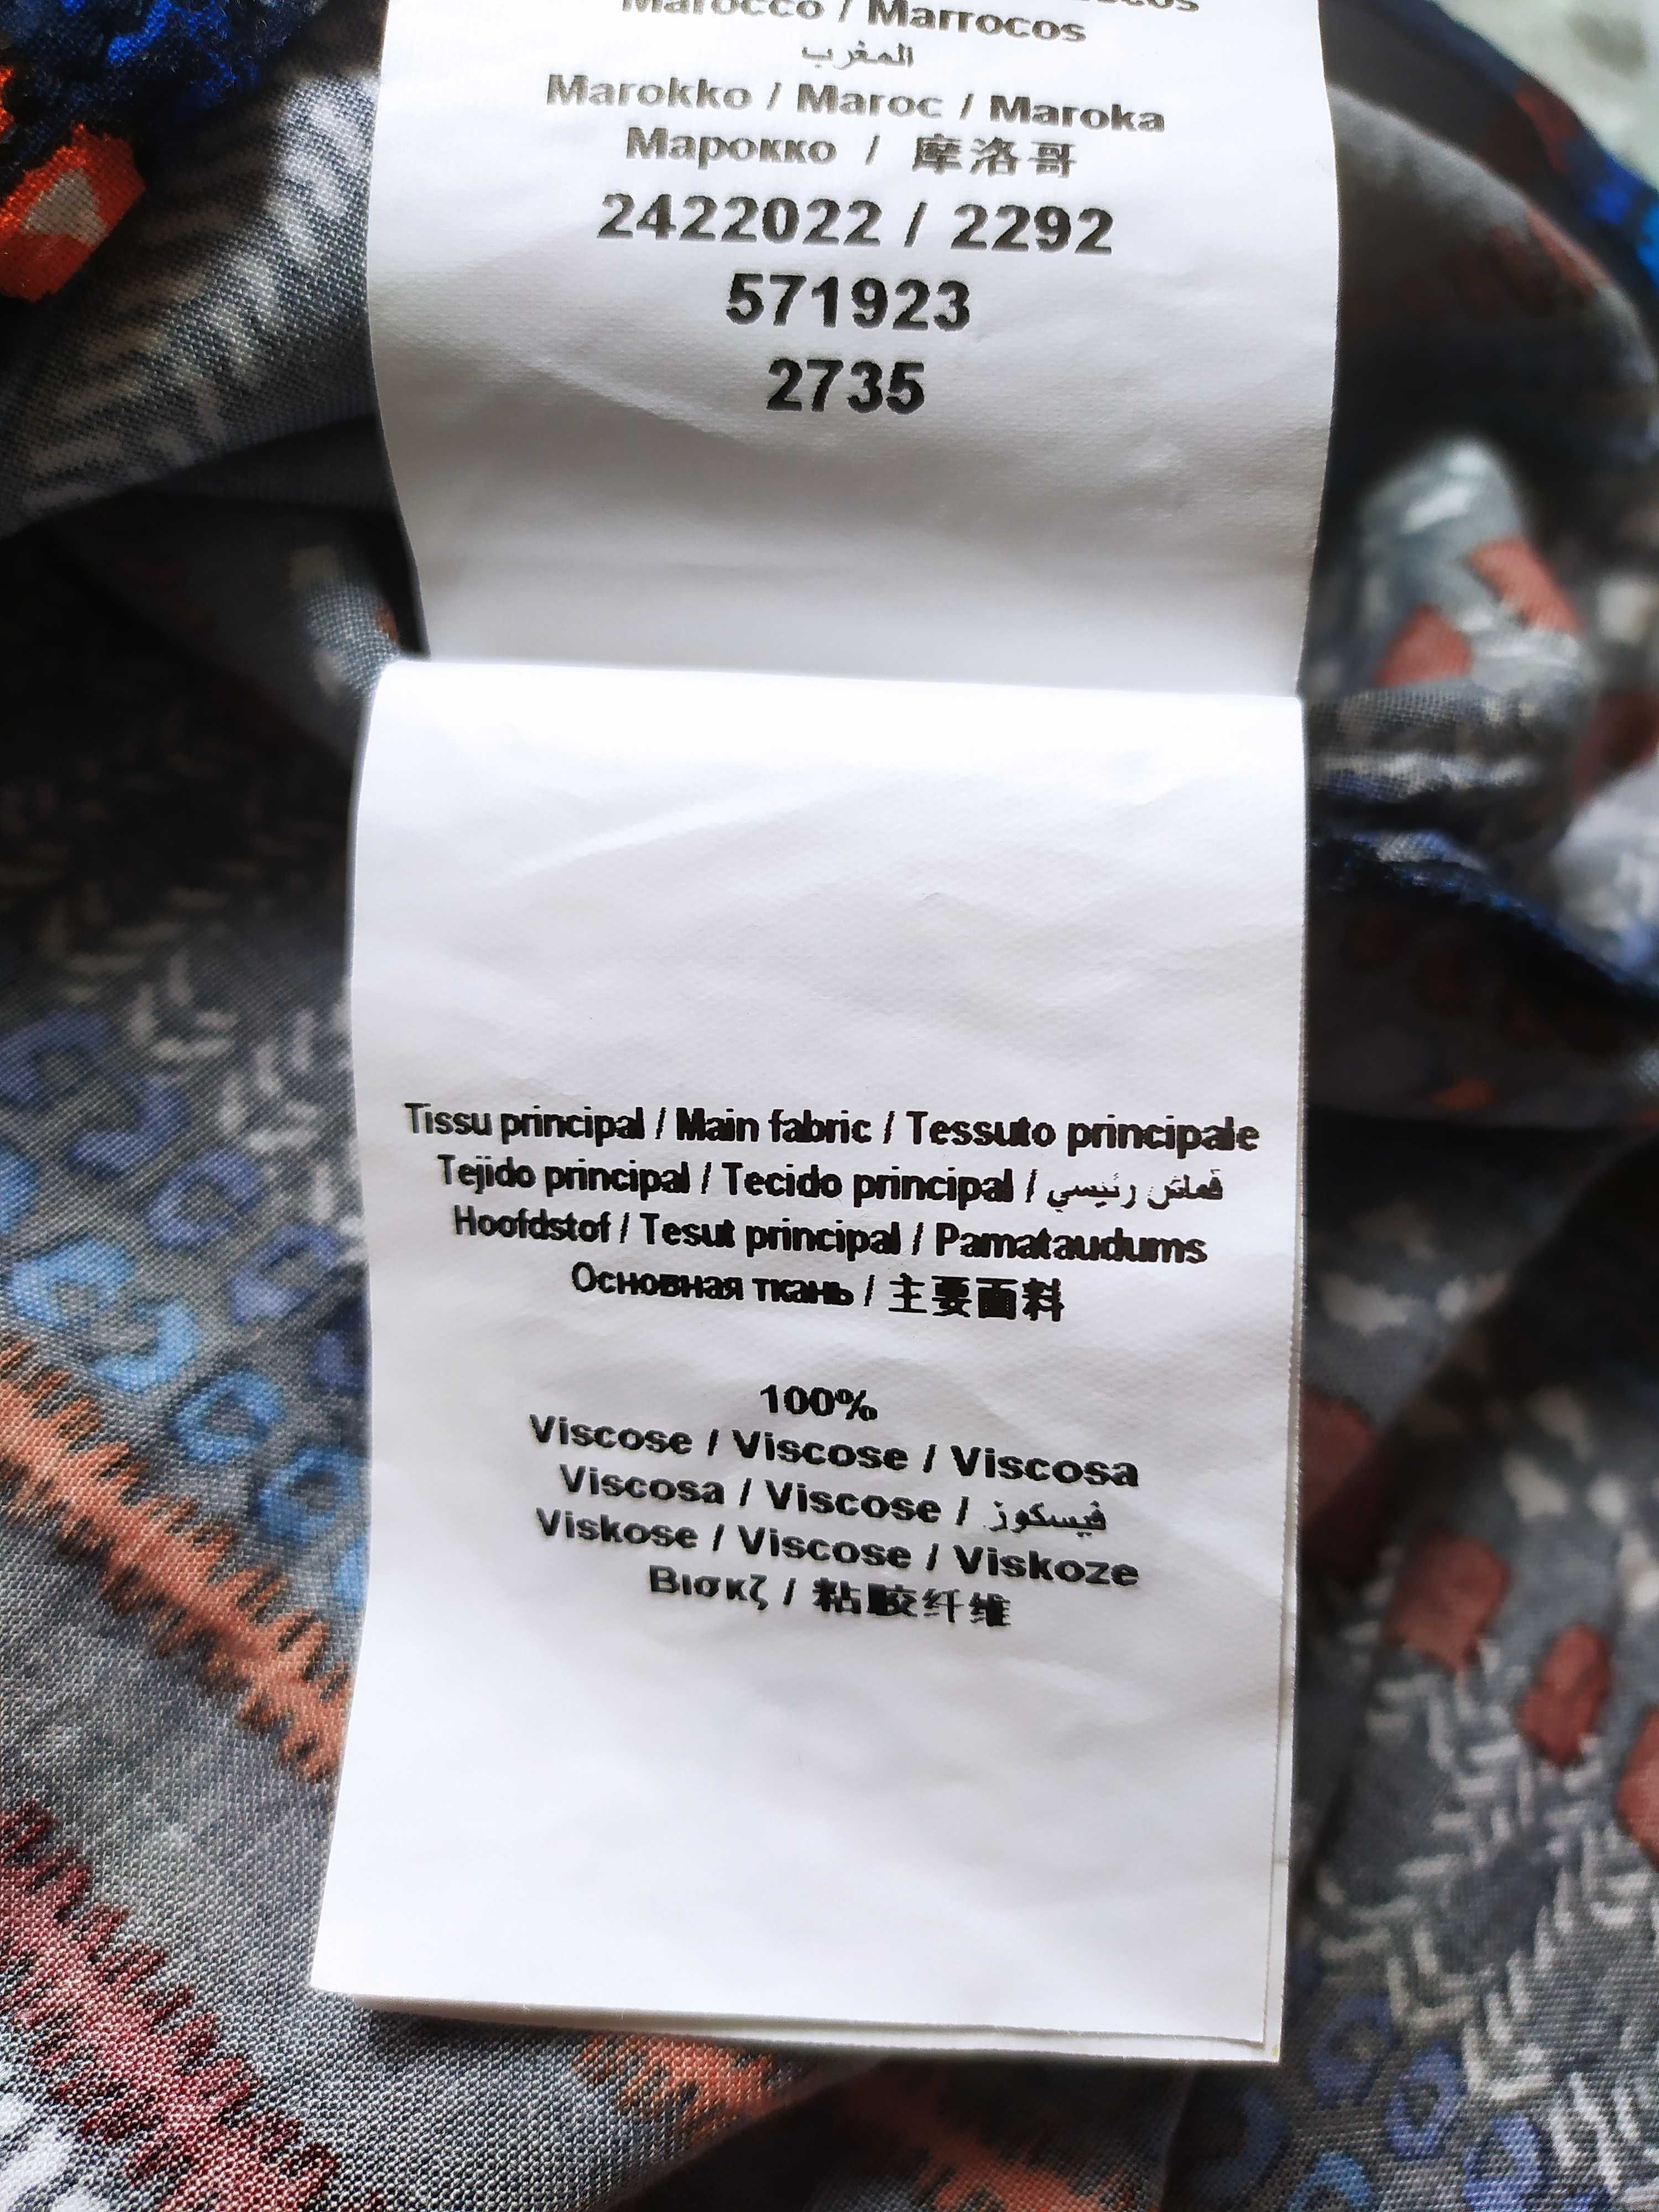 Marocco / Marrocos
المغرب
Marokko / Maroc / Maroka
Марокко / 摩洛哥
2422022 / 2292
571923
2735
Tissu principal / Main fabric / Tessuto principale
Tejido principal / Tecido principal / قماش رئيسي
Hoofdstof / Tesut principal / Pamataudums
Основная ткань / 主要面料
100%
Viscose / Viscose / Viscosa
Viscosa / Viscose / فيسكوز
Viskose / Viscose / Viskoze
Βισκζ / 粘胶纤维